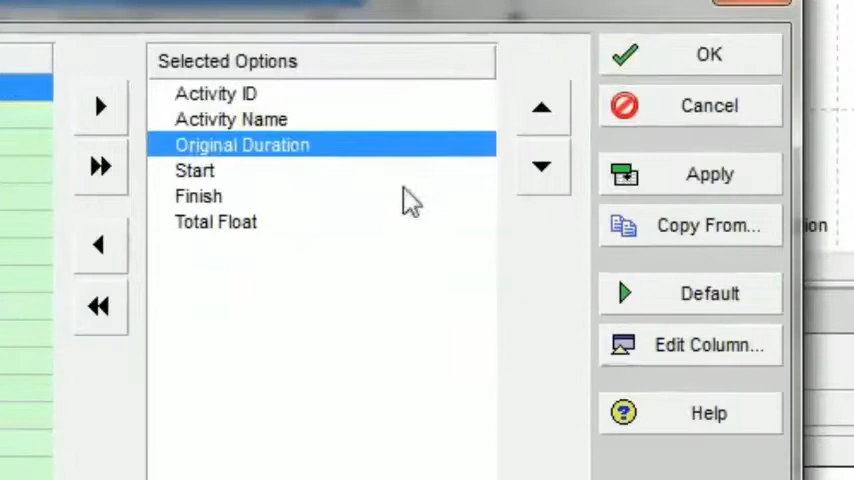 Selected Options
Activity ID
Activity Name
Original Duration
Start
Finish
Total Float
OK
Cancel
Apply
Copy From...
Default
Edit Column...
Help